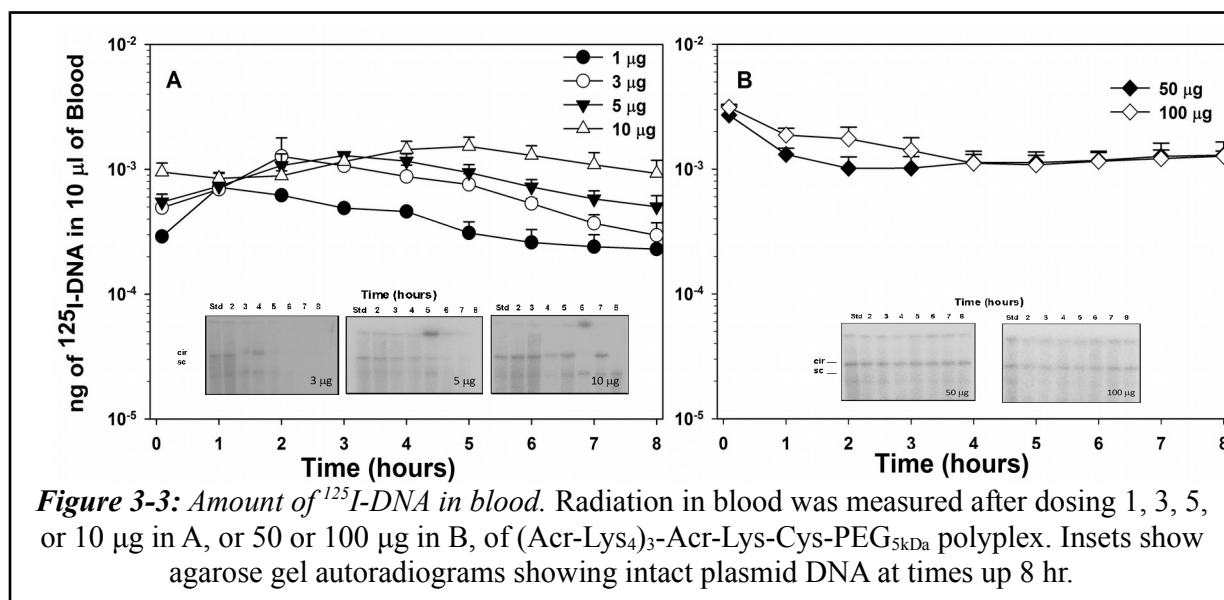 ng of ¹²⁵I-DNA in 10 µl of Blood
10⁻²
10⁻³
10⁻⁴
10⁻⁵
A
1 µg
3 µg
5 µg
10 µg
Time (hours)
Std 2 3 4 5 6 7 8
Std 2 3 4 5 6 7 8
Std 2 3 4 5 6 7 8
cir
sc
3 µg
5 µg
10 µg
0 1 2 3 4 5 6 7 8
Time (hours)
10⁻²
10⁻³
10⁻⁴
10⁻⁵
B
50 µg
100 µg
Time (hours)
Std 2 3 4 5 6 7 8
Std 2 3 4 5 6 7 8
cir
sc
50 µg
100 µg
0 1 2 3 4 5 6 7 8
Time (hours)
Figure 3-3: Amount of ¹²⁵I-DNA in blood. Radiation in blood was measured after dosing 1, 3, 5,
or 10 µg in A, or 50 or 100 µg in B, of (Acr-Lys₄)₃-Acr-Lys-Cys-PEG₅kDa polyplex. Insets show
agarose gel autoradiograms showing intact plasmid DNA at times up 8 hr.